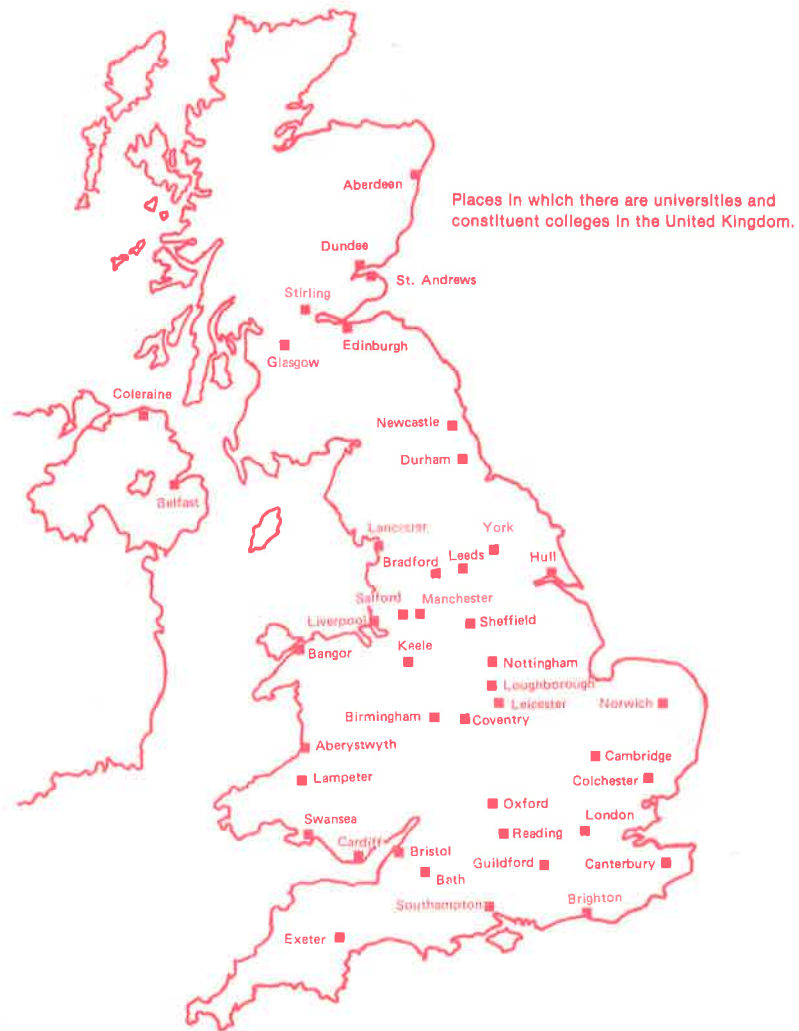 Aberdeen
Places in which there are universities and
constituent colleges in the United Kingdom.
Dundee
St. Andrews
Stirling
Edinburgh
Glasgow
Coleraine
Newcastle
Durham
Belfast
Lancaster
York
Bradford
Leeds
Hull
Salford
Manchester
Liverpool
Sheffield
Bangor
Keele
Nottingham
Loughborough
Leicester
Norwich
Birmingham
Coventry
Aberystwyth
Cambridge
Lampeter
Colchester
Oxford
London
Swansea
Reading
Cardiff
Bristol
Guildford
Canterbury
Bath
Southampton
Brighton
Exeter